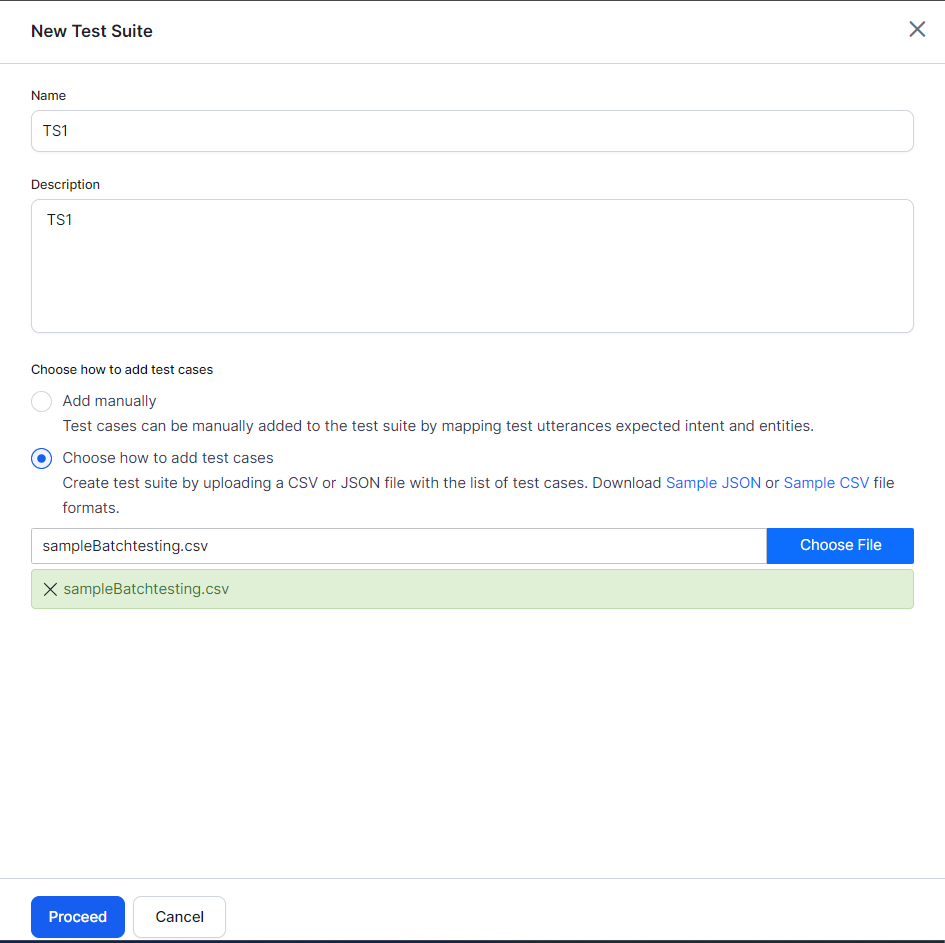 New Test Suite
Name
TS1
Description
TS1
Choose how to add test cases
Add manually
Test cases can be manually added to the test suite by mapping test utterances expected intent and entities.
Choose how to add test cases
Create test suite by uploading a CSV or JSON file with the list of test cases. Download Sample JSON or Sample CSV file
formats.
sampleBatchtesting.csv Choose File
sampleBatchtesting.csv
Proceed Cancel